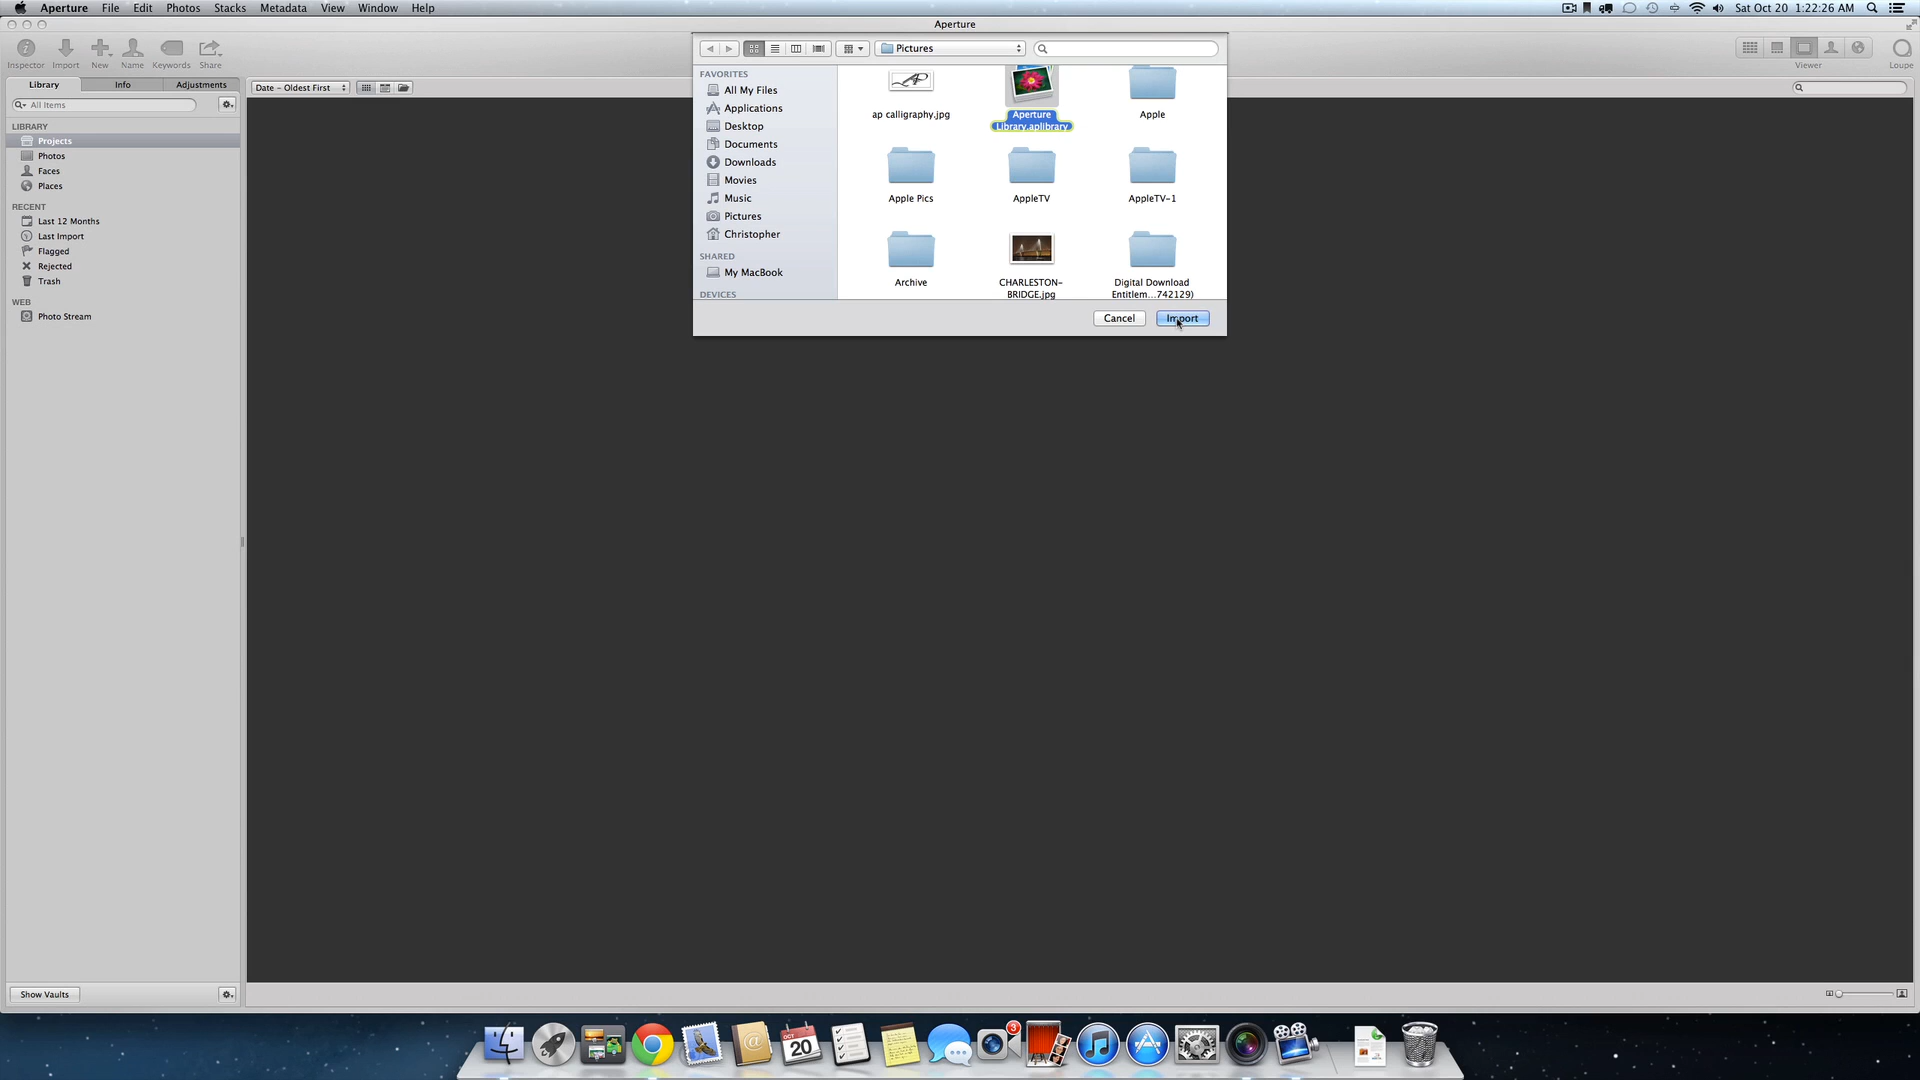 Aperture File Edit Photos Stacks Metadata View Window Help
Sat Oct 20 1:22:26 AM
Aperture
Inspector Import New Name Keywords Share
Viewer Loupe
Pictures
Library Info Adjustments
Date – Oldest First
All Items
LIBRARY
Projects
Photos
Faces
Places
RECENT
Last 12 Months
Last Import
Flagged
Rejected
Trash
WEB
Photo Stream
FAVORITES
All My Files
Applications
Desktop
Documents
Downloads
Movies
Music
Pictures
Christopher
SHARED
My MacBook
DEVICES
ap calligraphy.jpg
Aperture
Library.aplibrary
Apple
Apple Pics
AppleTV
AppleTV-1
Archive
CHARLESTON-
BRIDGE.jpg
Digital Download
Entitlem...742129)
Cancel Import
Show Vaults
OCT
20
3